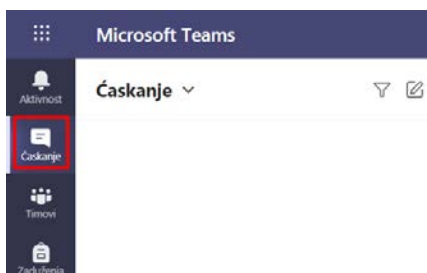 Microsoft Teams
Aktivnost
Ćaskanje
Ćaskanje
Timovi
Zaduženja